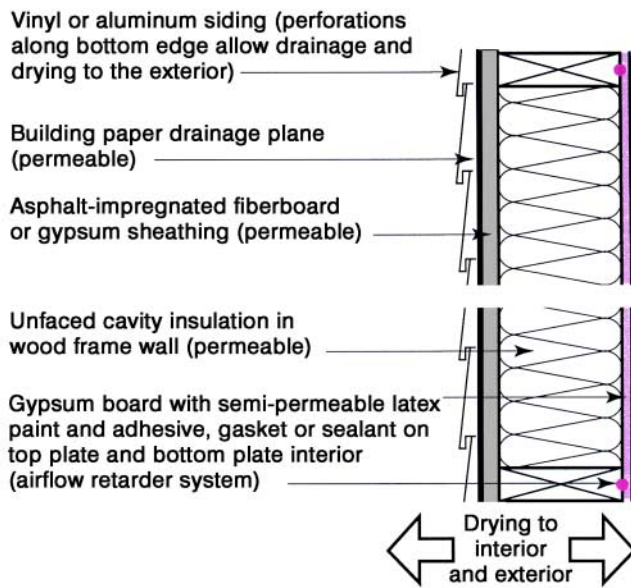 Vinyl or aluminum siding (perforations
along bottom edge allow drainage and
drying to the exterior)
Building paper drainage plane
(permeable)
Asphalt-impregnated fiberboard
or gypsum sheathing (permeable)
Unfaced cavity insulation in
wood frame wall (permeable)
Gypsum board with semi-permeable latex
paint and adhesive, gasket or sealant on
top plate and bottom plate interior
(airflow retarder system)
Drying to
interior
and exterior